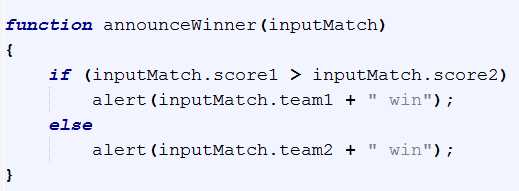 function announceWinner(inputMatch)
{
    if (inputMatch.score1 > inputMatch.score2)
        alert(inputMatch.team1 + " win");
    else
        alert(inputMatch.team2 + " win");
}